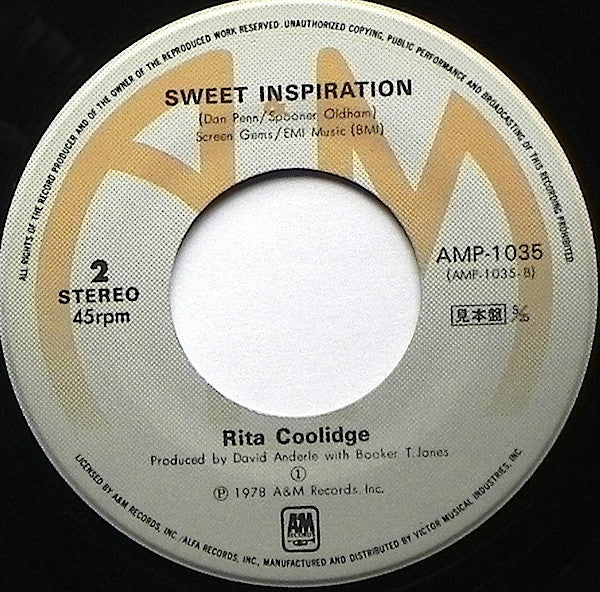 ALL RIGHTS OF THE RECORD PRODUCER AND OF THE OWNER OF THE REPRODUCED WORK RESERVED. UNAUTHORIZED COPYING, PUBLIC PERFORMANCE AND BROADCASTING OF THIS RECORD PROHIBITED.
SWEET INSPIRATION
(Dan Penn/Spooner Oldham)
Screen Gems/EMI Music (BMI)
2
STEREO
45rpm
AMP-1035
(AMP-1035-B)
見本盤
Rita Coolidge
Produced by David Anderle with Booker T. Jones
1
Ⓟ 1978 A&M Records, Inc.
A&M
RECORDS
LICENSED BY A&M RECORDS, INC./ALFA RECORDS, INC. MANUFACTURED AND DISTRIBUTED BY VICTOR MUSICAL INDUSTRIES, INC.